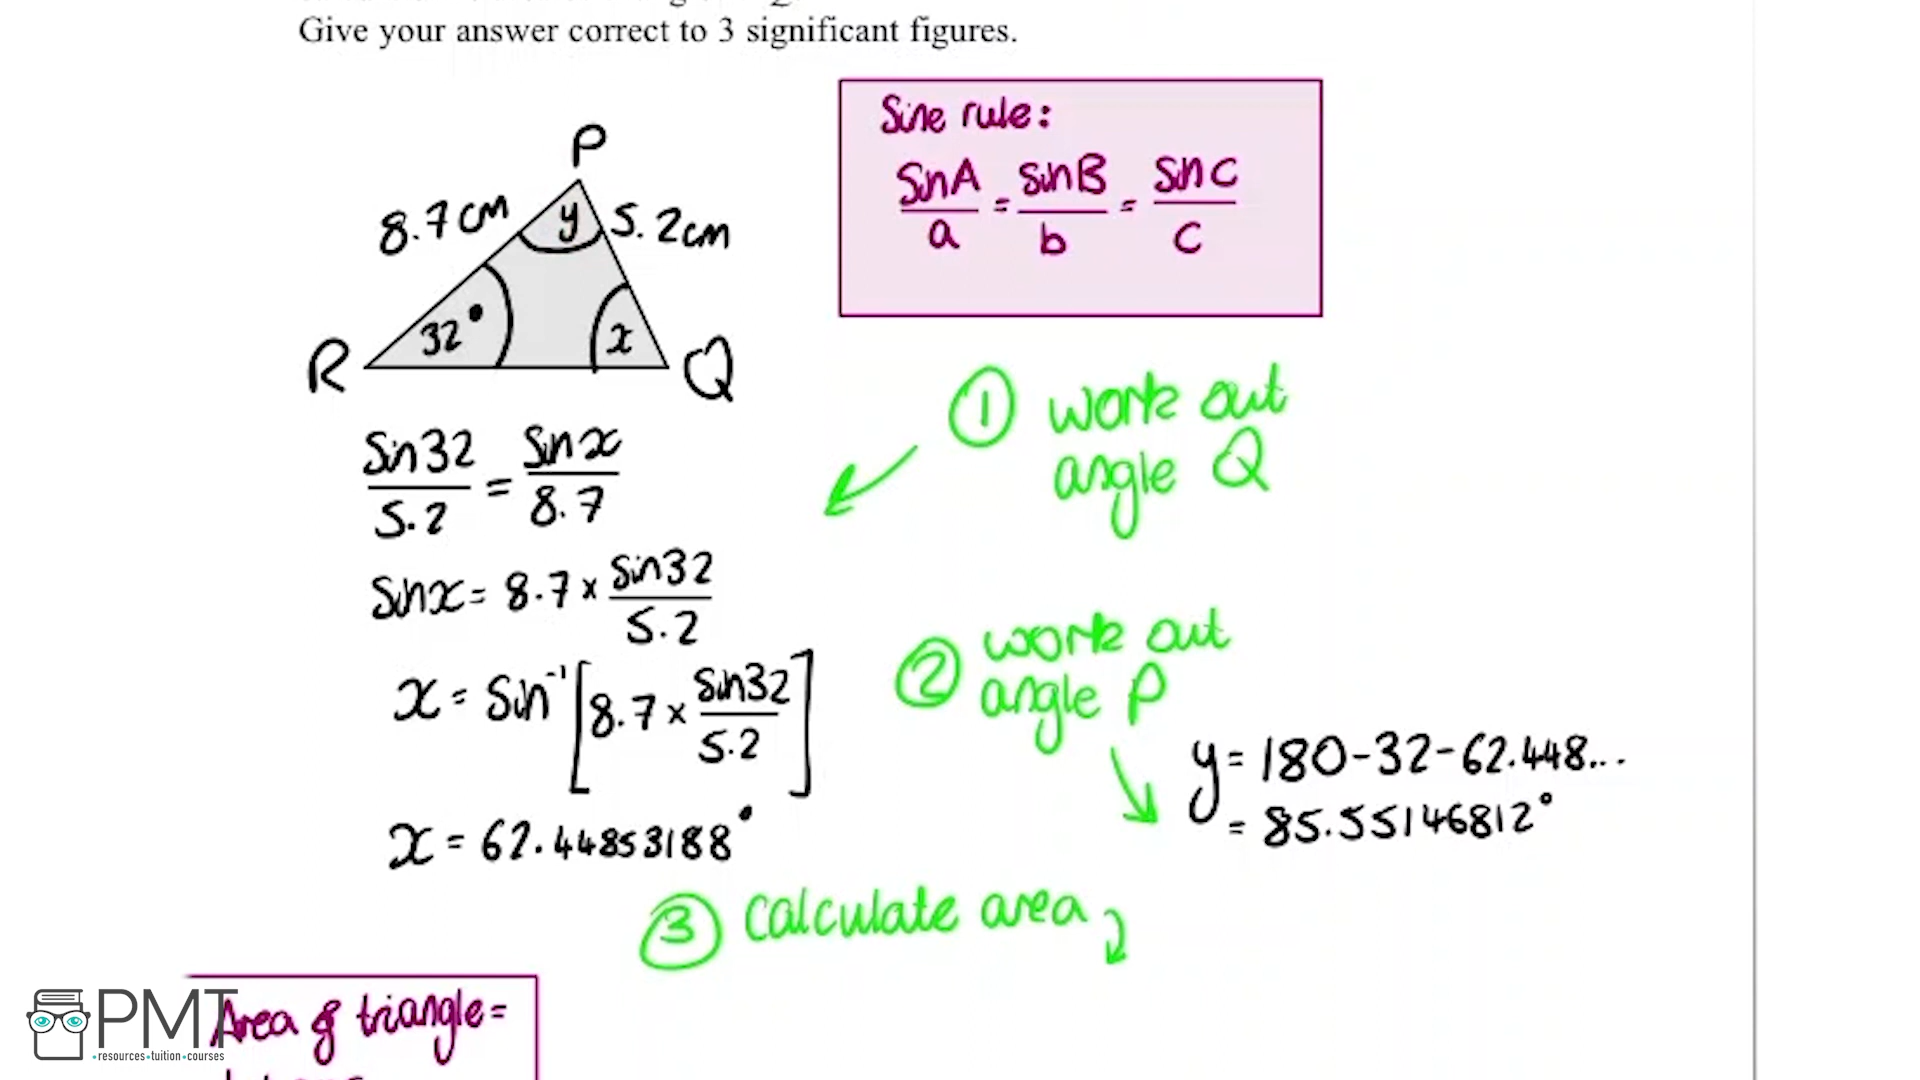 Give your answer correct to 3 significant figures.
Sine rule:
SinA/a = sinB/b = sinC/c
P
8.7cm
y
5.2cm
32°
x
R
Q
① work out
angle Q
Sin32/5.2 = Sinx/8.7
Sinx = 8.7 × Sin32/5.2
x = Sin⁻¹[8.7 × Sin32/5.2]
x = 62.44853188°
② work out
angle P
y = 180-32-62.448...
= 85.55146812°
③ Calculate area
Area of triangle =
PMT
•resources•tuition•courses